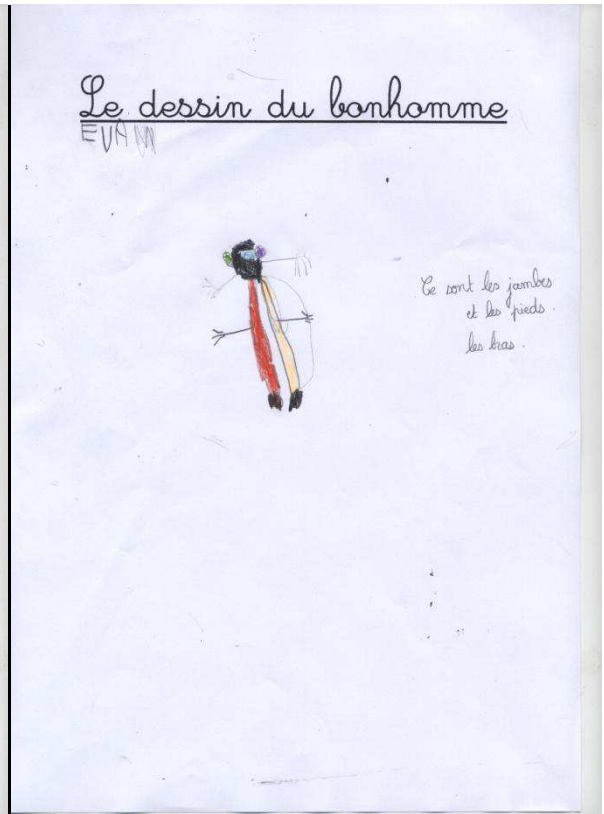 Le dessin du bonhomme
EVAN
Ce sont les jambes
et les pieds.
les bras.